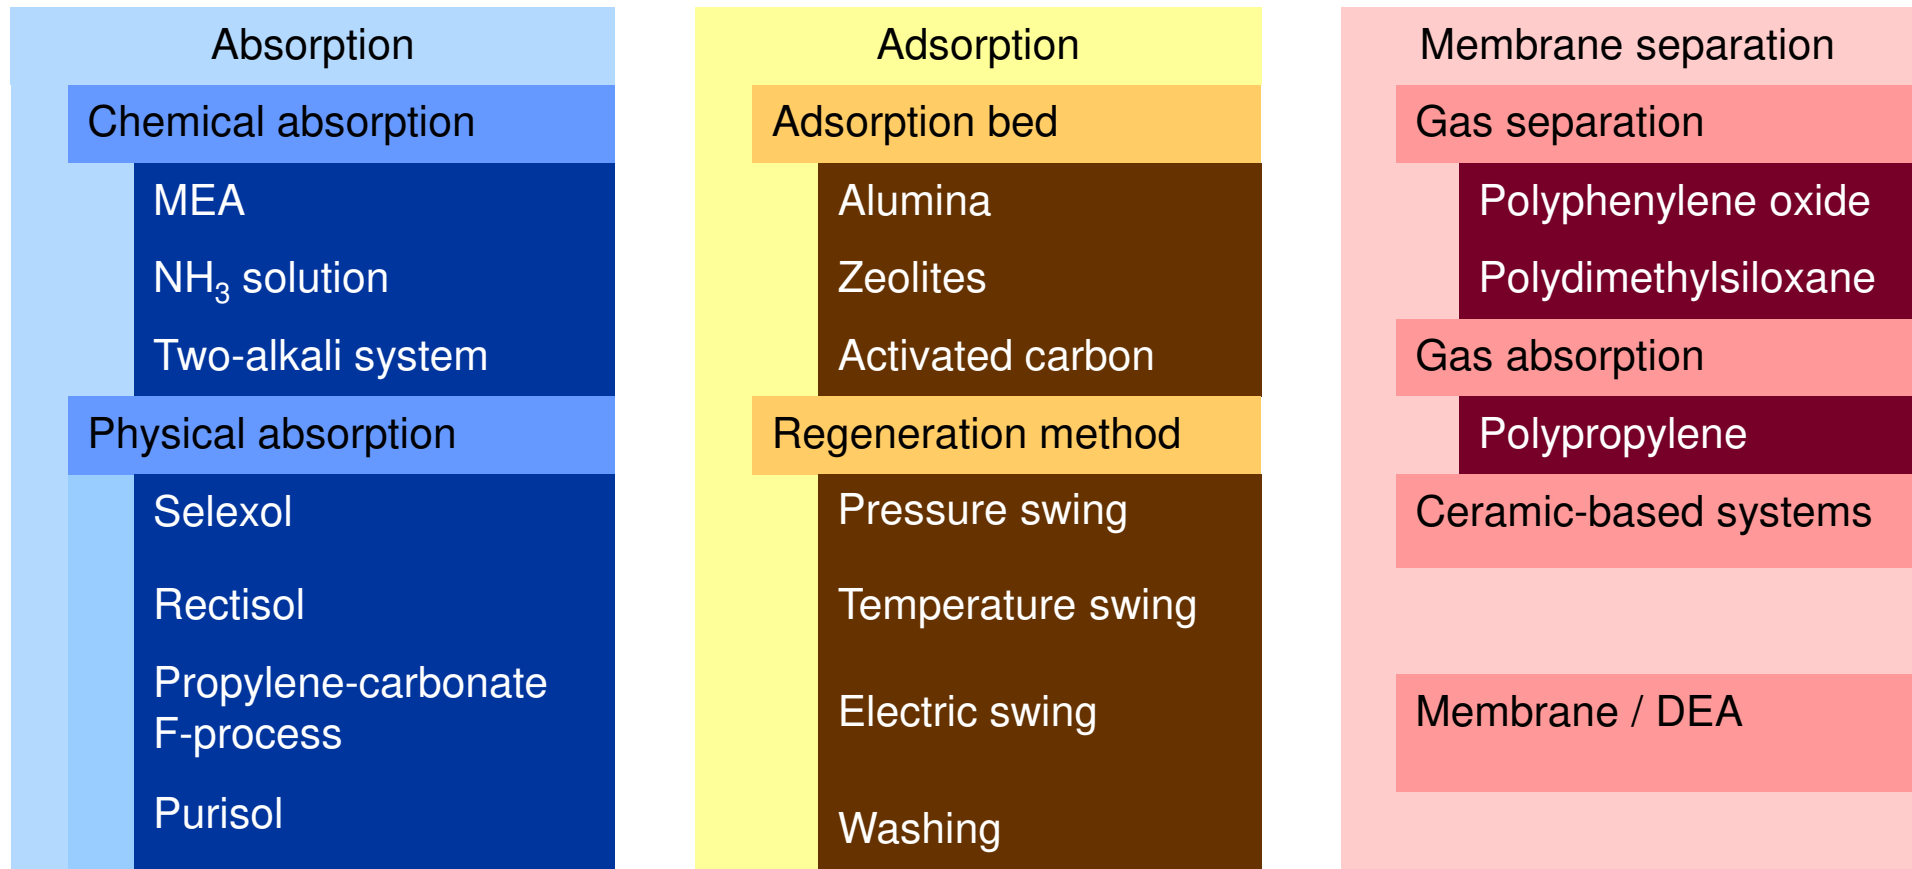 Absorption
Chemical absorption
MEA
NH₃ solution
Two-alkali system
Physical absorption
Selexol
Rectisol
Propylene-carbonate
F-process
Purisol
Adsorption
Adsorption bed
Alumina
Zeolites
Activated carbon
Regeneration method
Pressure swing
Temperature swing
Electric swing
Washing
Membrane separation
Gas separation
Polyphenylene oxide
Polydimethylsiloxane
Gas absorption
Polypropylene
Ceramic-based systems
Membrane / DEA